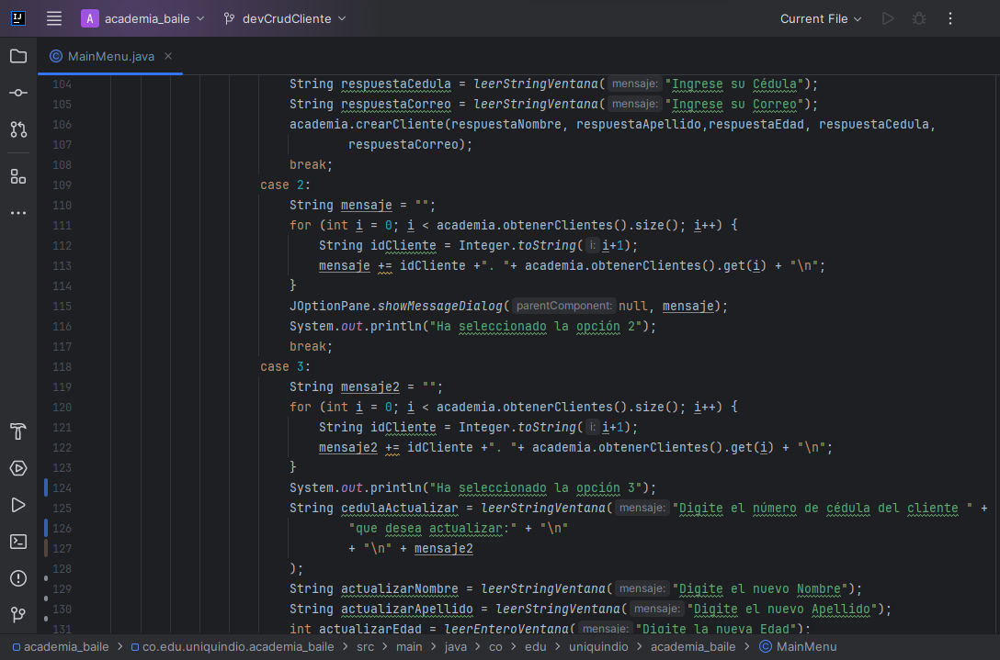 IJ
A academia_baile devCrudCliente Current File
MainMenu.java
104 String respuestaCedula = leerStringVentana( mensaje: "Ingrese su Cédula");
105 String respuestaCorreo = leerStringVentana( mensaje: "Ingrese su Correo");
106 academia.crearCliente(respuestaNombre, respuestaApellido,respuestaEdad, respuestaCedula,
107 respuestaCorreo);
108 break;
109 case 2:
110 String mensaje = "";
111 for (int i = 0; i < academia.obtenerClientes().size(); i++) {
112 String idCliente = Integer.toString( i: i+1);
113 mensaje += idCliente +". "+ academia.obtenerClientes().get(i) + "\n";
114 }
115 JOptionPane.showMessageDialog( parentComponent: null, mensaje);
116 System.out.println("Ha seleccionado la opción 2");
117 break;
118 case 3:
119 String mensaje2 = "";
120 for (int i = 0; i < academia.obtenerClientes().size(); i++) {
121 String idCliente = Integer.toString( i: i+1);
122 mensaje2 += idCliente +". "+ academia.obtenerClientes().get(i) + "\n";
123 }
124 System.out.println("Ha seleccionado la opción 3");
125 String cedulaActualizar = leerStringVentana( mensaje: "Digite el número de cédula del cliente " +
126 "que desea actualizar:" + "\n"
127 + "\n" + mensaje2
128 );
129 String actualizarNombre = leerStringVentana( mensaje: "Digite el nuevo Nombre");
130 String actualizarApellido = leerStringVentana( mensaje: "Digite el nuevo Apellido");
131 int actualizarEdad = leerEnteroVentana( mensaje: "Digite la nueva Edad");
academia_baile > co.edu.uniquindio.academia_baile > src > main > java > co > edu > uniquindio > academia_baile > MainMenu